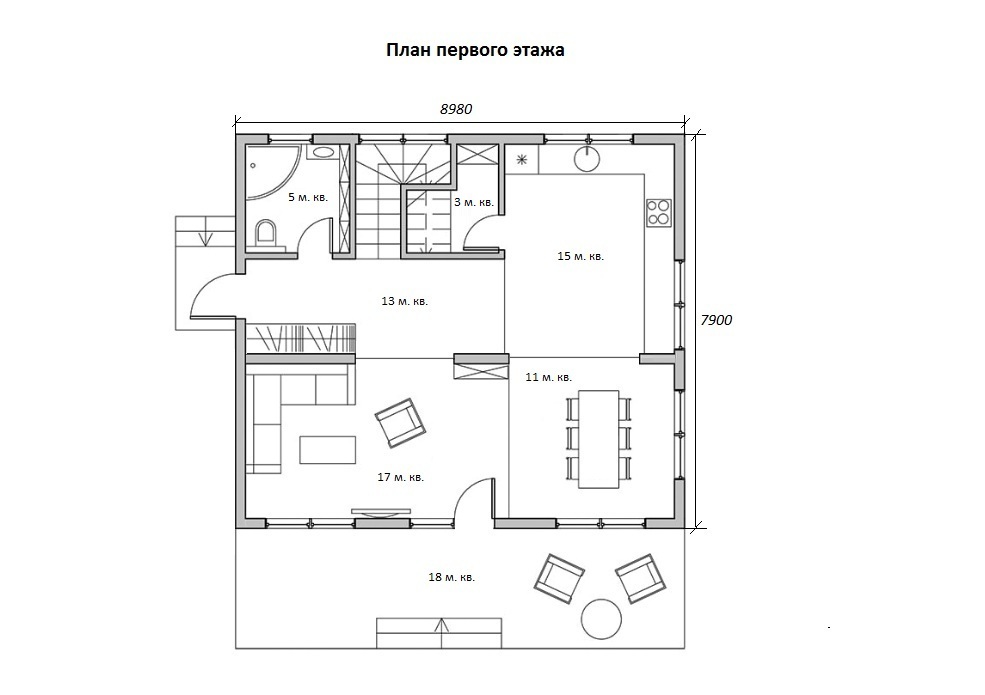 План первого этажа
8980
5 м. кв.
3 м. кв.
15 м. кв.
13 м. кв.
7900
11 м. кв.
17 м. кв.
18 м. кв.